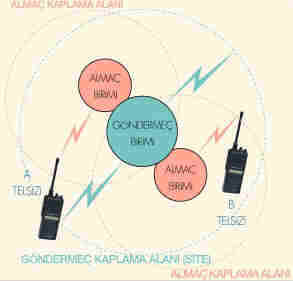 ALMAÇ KAPLAMA ALANI
ALMAÇ
BİRİMİ
GÖNDERMEÇ
BİRİMİ
ALMAÇ
BİRİMİ
A
TELSİZİ
B
TELSİZİ
GÖNDERMEÇ KAPLAMA ALANI (SİTE)
ALMAÇ KAPLAMA ALANI